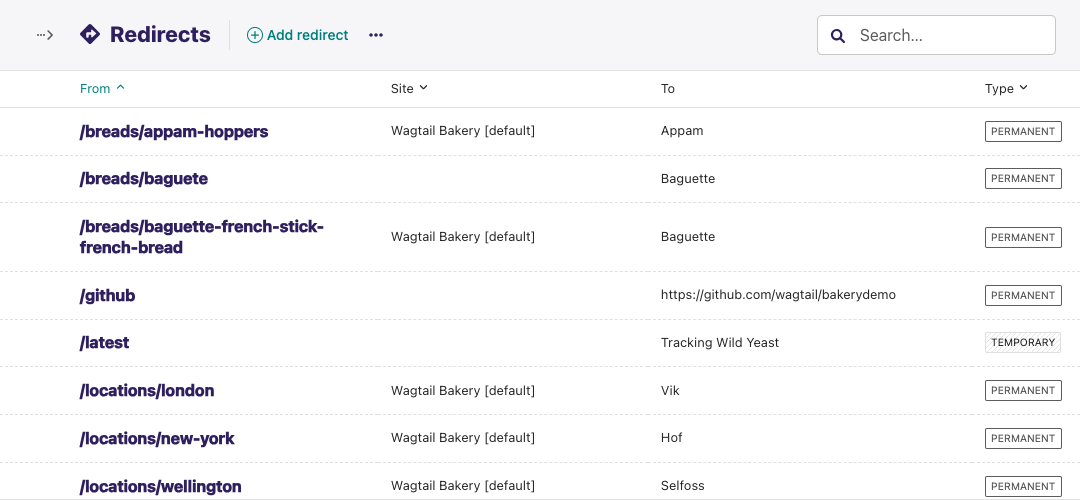 Redirects
Add redirect
Search...
From Site To Type
/breads/appam-hoppers Wagtail Bakery [default] Appam PERMANENT
/breads/baguete Baguette PERMANENT
/breads/baguette-french-stick-
french-bread Wagtail Bakery [default] Baguette PERMANENT
/github https://github.com/wagtail/bakerydemo PERMANENT
/latest Tracking Wild Yeast TEMPORARY
/locations/london Wagtail Bakery [default] Vik PERMANENT
/locations/new-york Wagtail Bakery [default] Hof PERMANENT
/locations/wellington Wagtail Bakery [default] Selfoss PERMANENT